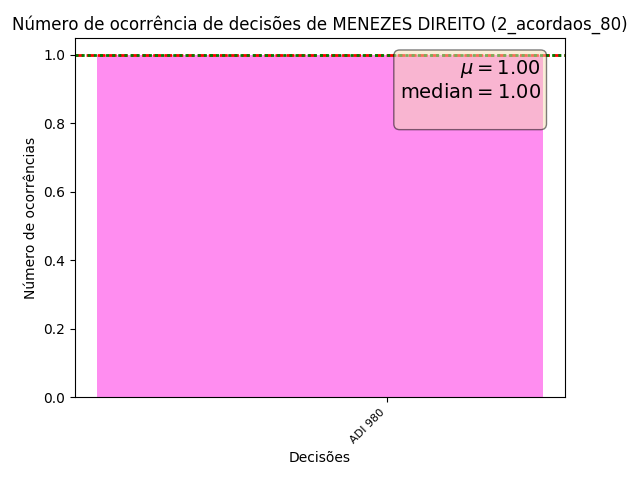 Número de ocorrência de decisões de MENEZES DIREITO (2_acordaos_80)
1.0
0.8
0.6
0.4
0.2
0.0
Número de ocorrências
μ = 1.00
median = 1.00
ADI 980
Decisões